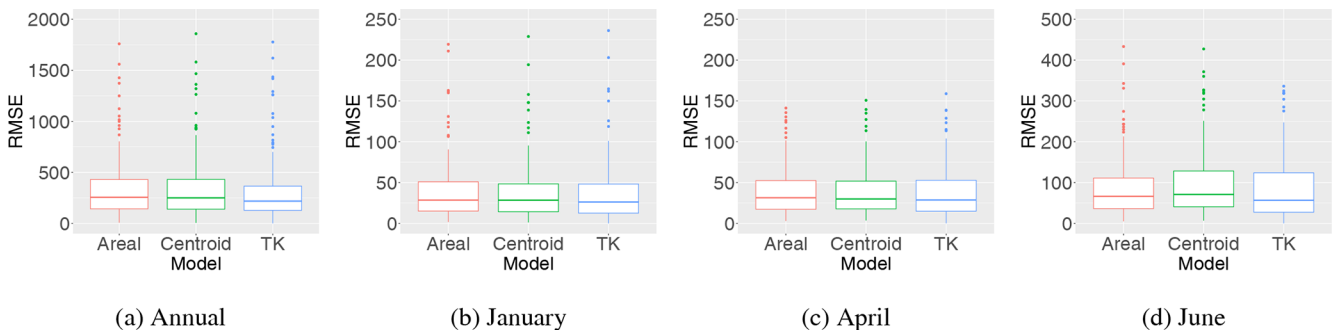 RMSE
2000
1500
1000
500
0
Areal Centroid TK
Model
(a) Annual
RMSE
250
200
150
100
50
0
Areal Centroid TK
Model
(b) January
RMSE
250
200
150
100
50
0
Areal Centroid TK
Model
(c) April
RMSE
500
400
300
200
100
0
Areal Centroid TK
Model
(d) June